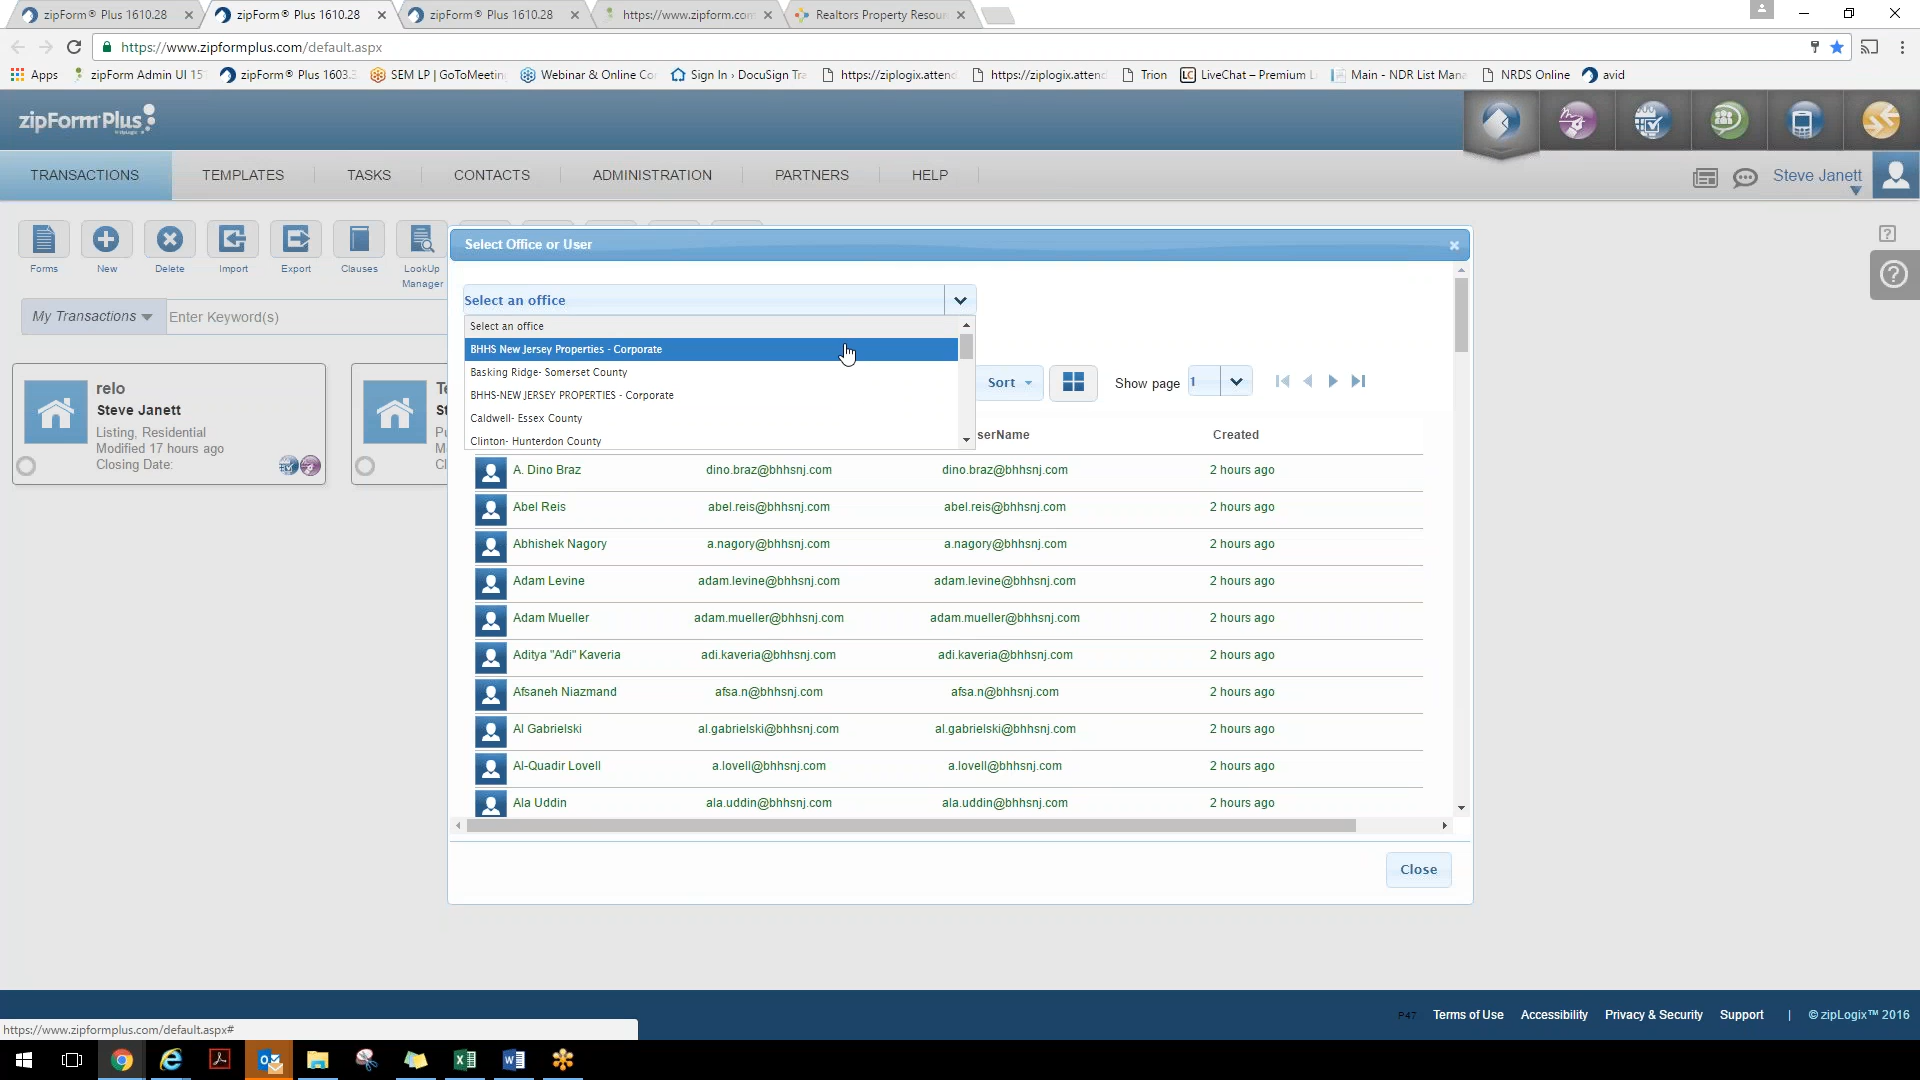 zipForm® Plus 1610.28
zipForm® Plus 1610.28
zipForm® Plus 1610.28
https://www.zipform.com
Realtors Property Resour
https://www.zipformplus.com/default.aspx
Apps
zipForm Admin UI 15
zipForm® Plus 1603.3
SEM LP | GoToMeeting
Webinar & Online Co
Sign In › DocuSign Tra
https://ziplogix.attend
https://ziplogix.attend
Trion
LC
LiveChat – Premium L
Main - NDR List Mana
NRDS Online
avid
zipForm Plus
by zipLogix
TRANSACTIONS
TEMPLATES
TASKS
CONTACTS
ADMINISTRATION
PARTNERS
HELP
Steve Janett
Forms
New
Delete
Import
Export
Clauses
LookUp
Manager
My Transactions
Enter Keyword(s)
relo
Steve Janett
Listing, Residential
Modified 17 hours ago
Closing Date:
Te
St
Pu
M
Cl
Select Office or User
Select an office
Select an office
BHHS New Jersey Properties - Corporate
Basking Ridge- Somerset County
BHHS-NEW JERSEY PROPERTIES - Corporate
Caldwell- Essex County
Clinton- Hunterdon County
Sort
Show page
1
serName
Created
A. Dino Braz dino.braz@bhhsnj.com dino.braz@bhhsnj.com 2 hours ago
Abel Reis abel.reis@bhhsnj.com abel.reis@bhhsnj.com 2 hours ago
Abhishek Nagory a.nagory@bhhsnj.com a.nagory@bhhsnj.com 2 hours ago
Adam Levine adam.levine@bhhsnj.com adam.levine@bhhsnj.com 2 hours ago
Adam Mueller adam.mueller@bhhsnj.com adam.mueller@bhhsnj.com 2 hours ago
Aditya "Adi" Kaveria adi.kaveria@bhhsnj.com adi.kaveria@bhhsnj.com 2 hours ago
Afsaneh Niazmand afsa.n@bhhsnj.com afsa.n@bhhsnj.com 2 hours ago
Al Gabrielski al.gabrielski@bhhsnj.com al.gabrielski@bhhsnj.com 2 hours ago
Al-Quadir Lovell a.lovell@bhhsnj.com a.lovell@bhhsnj.com 2 hours ago
Ala Uddin ala.uddin@bhhsnj.com ala.uddin@bhhsnj.com 2 hours ago
Close
P47
Terms of Use
Accessibility
Privacy & Security
Support
|
© zipLogix™ 2016
https://www.zipformplus.com/default.aspx#